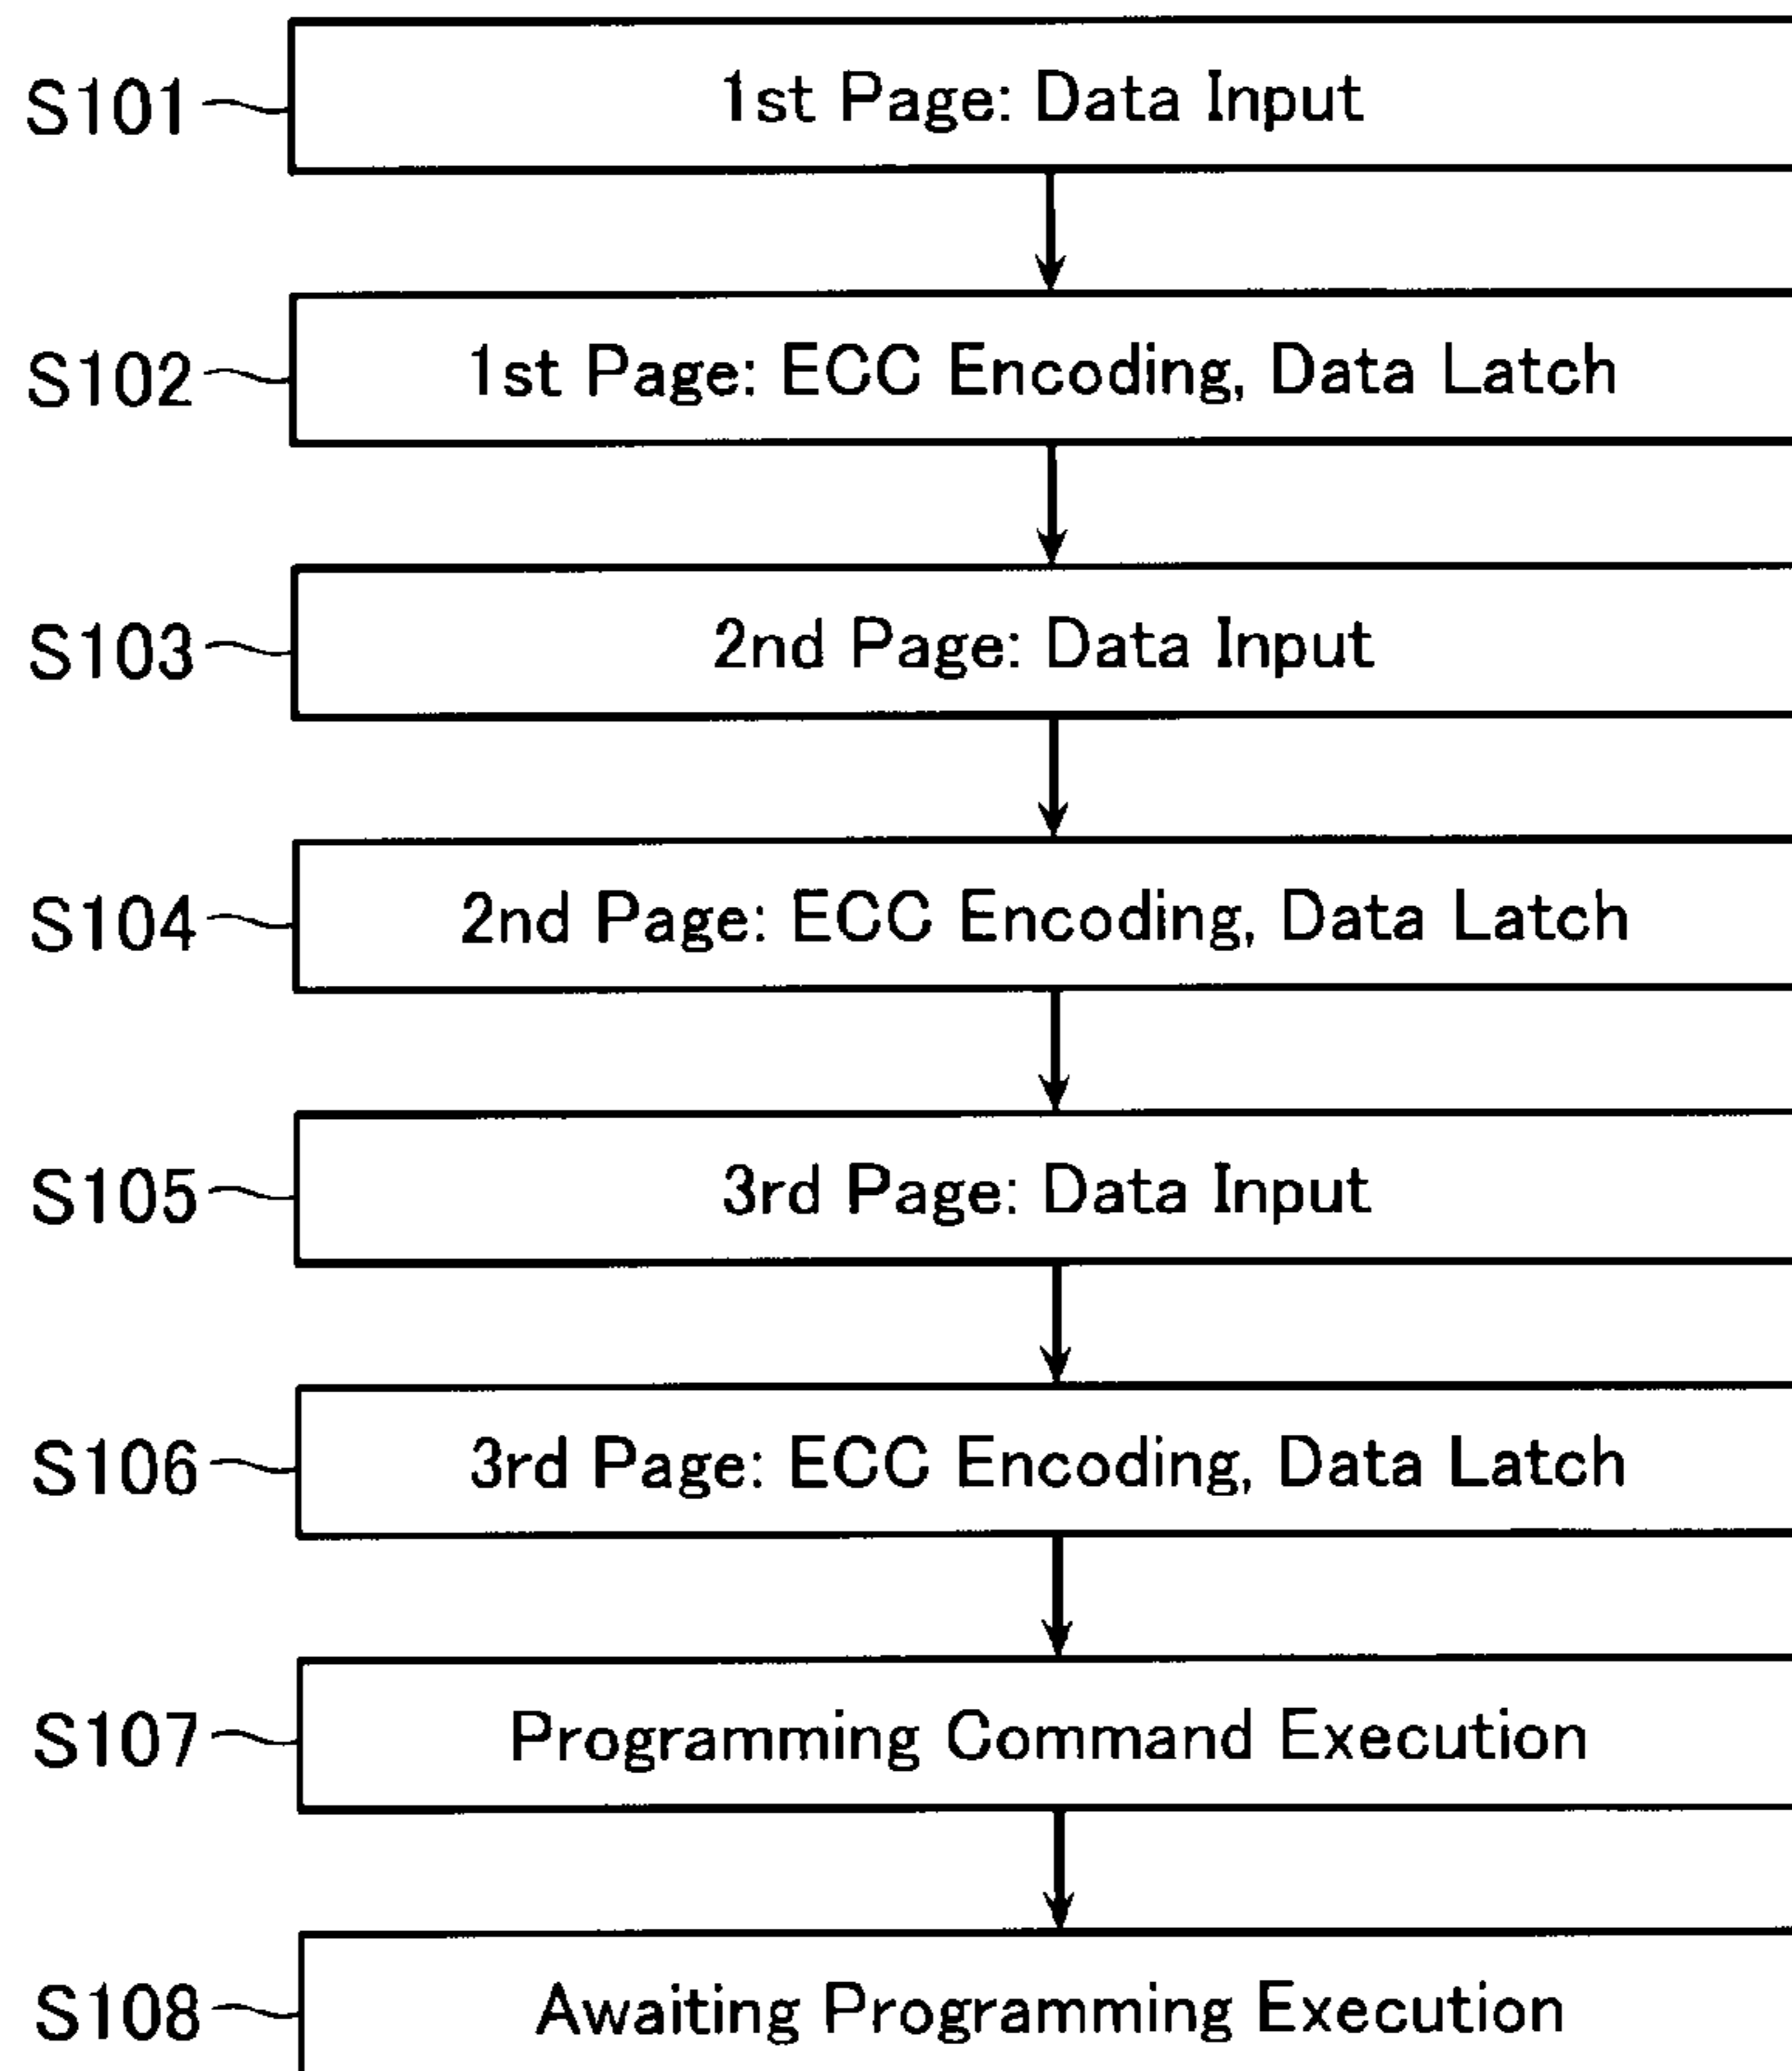 S101 1st Page: Data Input
S102 1st Page: ECC Encoding, Data Latch
S103 2nd Page: Data Input
S104 2nd Page: ECC Encoding, Data Latch
S105 3rd Page: Data Input
S106 3rd Page: ECC Encoding, Data Latch
S107 Programming Command Execution
S108 Awaiting Programming Execution